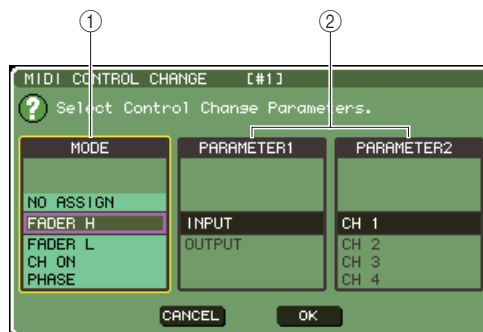 ① ②
MIDI CONTROL CHANGE [#1]
? Select Control Change Parameters.
MODE PARAMETER1 PARAMETER2
NO ASSIGN
FADER H INPUT CH 1
FADER L OUTPUT CH 2
CH ON CH 3
PHASE CH 4
CANCEL OK